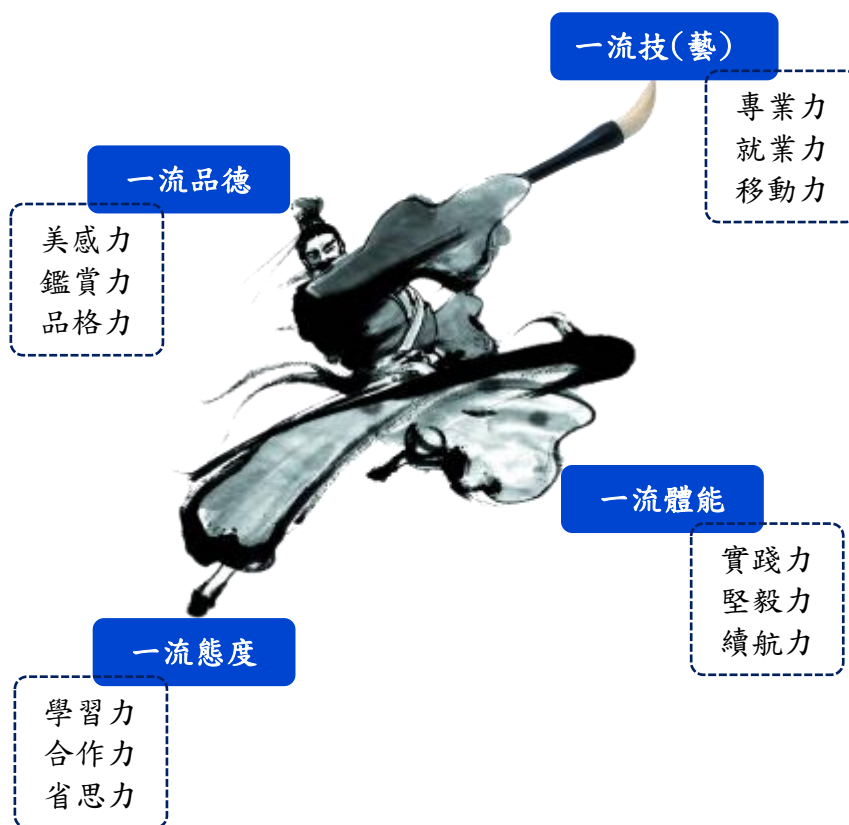 一流技(藝)
專業力
就業力
移動力
一流品德
美感力
鑑賞力
品格力
一流體能
實踐力
堅毅力
續航力
一流態度
學習力
合作力
省思力